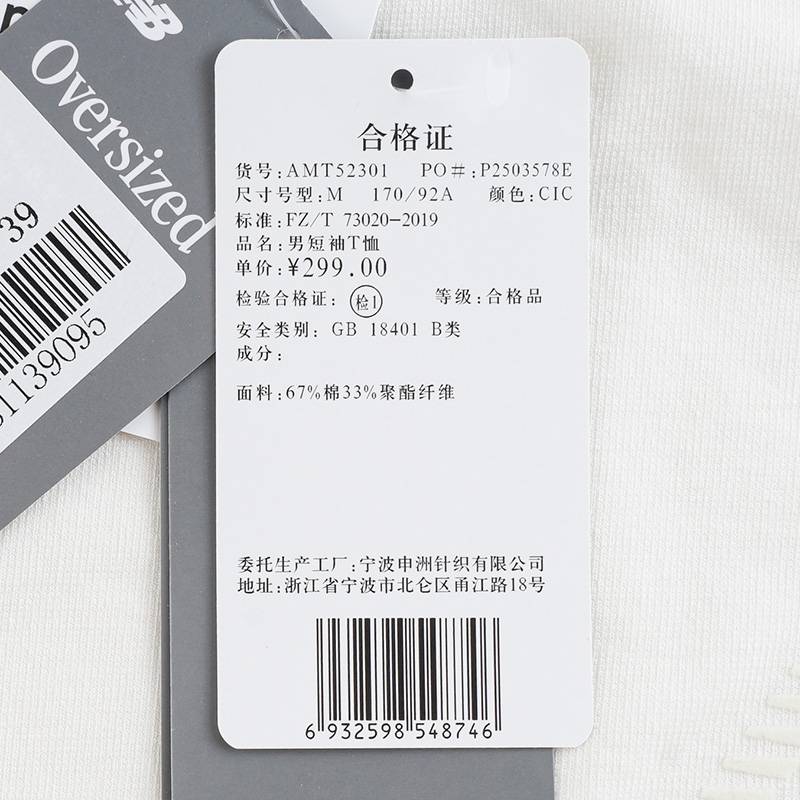 NB
Oversized
39
1139095
合格证
货号:AMT52301 PO#:P2503578E
尺寸号型:M 170/92A 颜色:CIC
标准:FZ/T 73020-2019
品名:男短袖T恤
单价:¥299.00
检验合格证: 检1 等级:合格品
安全类别: GB 18401 B类
成分:
面料:67%棉33%聚酯纤维
委托生产工厂:宁波申洲针织有限公司
地址:浙江省宁波市北仑区甬江路18号
6 932598 548746